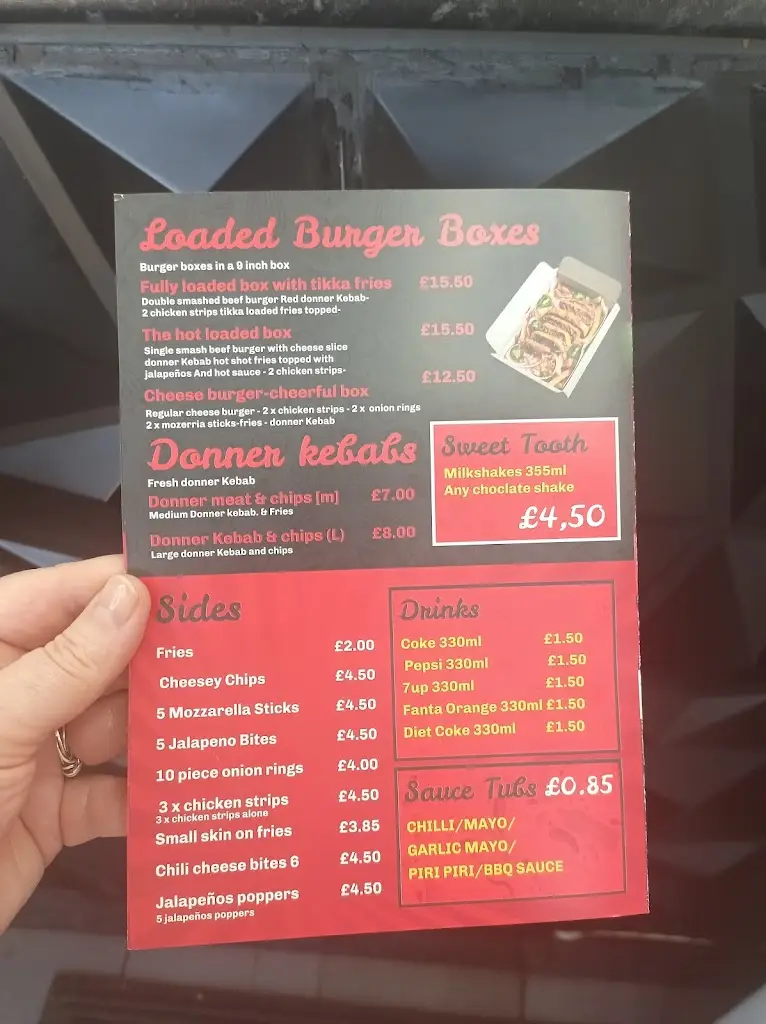 Loaded Burger Boxes
Burger boxes in a 9 inch box
Fully loaded box with tikka fries £15.50
Double smashed beef burger Red donner Kebab-
2 chicken strips tikka loaded fries topped-
The hot loaded box £15.50
Single smash beef burger with cheese slice
donner Kebab hot shot fries topped with
jalapeños And hot sauce - 2 chicken strips-
Cheese burger-cheerful box £12.50
Regular cheese burger - 2 x chicken strips - 2 x onion rings
2 x mozerria sticks-fries - donner Kebab
Donner kebabs
Fresh donner Kebab
Donner meat & chips [m] £7.00
Medium Donner kebab. & Fries
Donner Kebab & chips (L) £8.00
Large donner Kebab and chips
Sweet Tooth
Milkshakes 355ml
Any choclate shake
£4,50
Sides
Fries £2.00
Cheesey Chips £4.50
5 Mozzarella Sticks £4.50
5 Jalapeno Bites £4.50
10 piece onion rings £4.00
3 x chicken strips £4.50
3 x chicken strips alone
Small skin on fries £3.85
Chili cheese bites 6 £4.50
Jalapeños poppers £4.50
5 jalapeños poppers
Drinks
Coke 330ml £1.50
Pepsi 330ml £1.50
7up 330ml £1.50
Fanta Orange 330ml £1.50
Diet Coke 330ml £1.50
Sauce Tubs £0.85
CHILLI/MAYO/
GARLIC MAYO/
PIRI PIRI/BBQ SAUCE